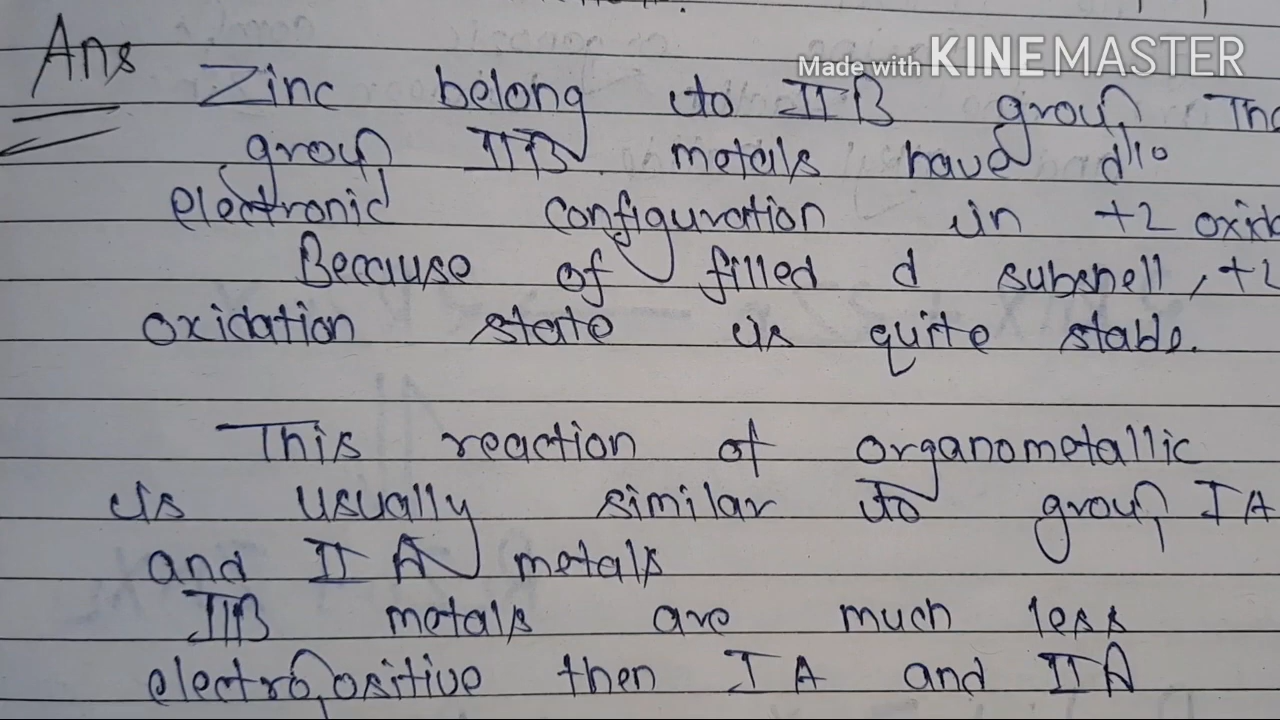 Made with KINEMASTER
Ans
Zinc belong to IIB group The
group IIB metals have d10
electronic configuration in +2 oxid
Because of filled d subshell, +2
oxidation state is quite stable.
This reaction of organometallic
is usually similar to group IA
and II A metals
IIB metals are much less
electropositive then I A and II A